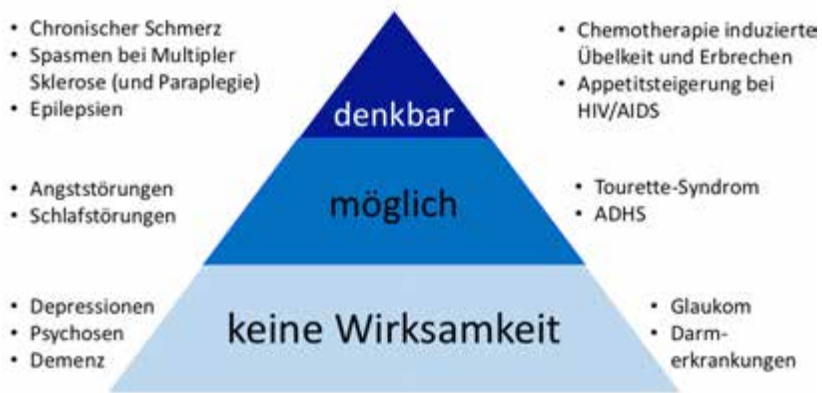 • Chronischer Schmerz
• Spasmen bei Multipler
Sklerose (und Paraplegie)
• Epilepsien
denkbar
• Chemotherapie induzierte
Übelkeit und Erbrechen
• Appetitsteigerung bei
HIV/AIDS
• Angststörungen
• Schlafstörungen
möglich
• Tourette-Syndrom
• ADHS
• Depressionen
• Psychosen
• Demenz
keine Wirksamkeit
• Glaukom
• Darm-
erkrankungen